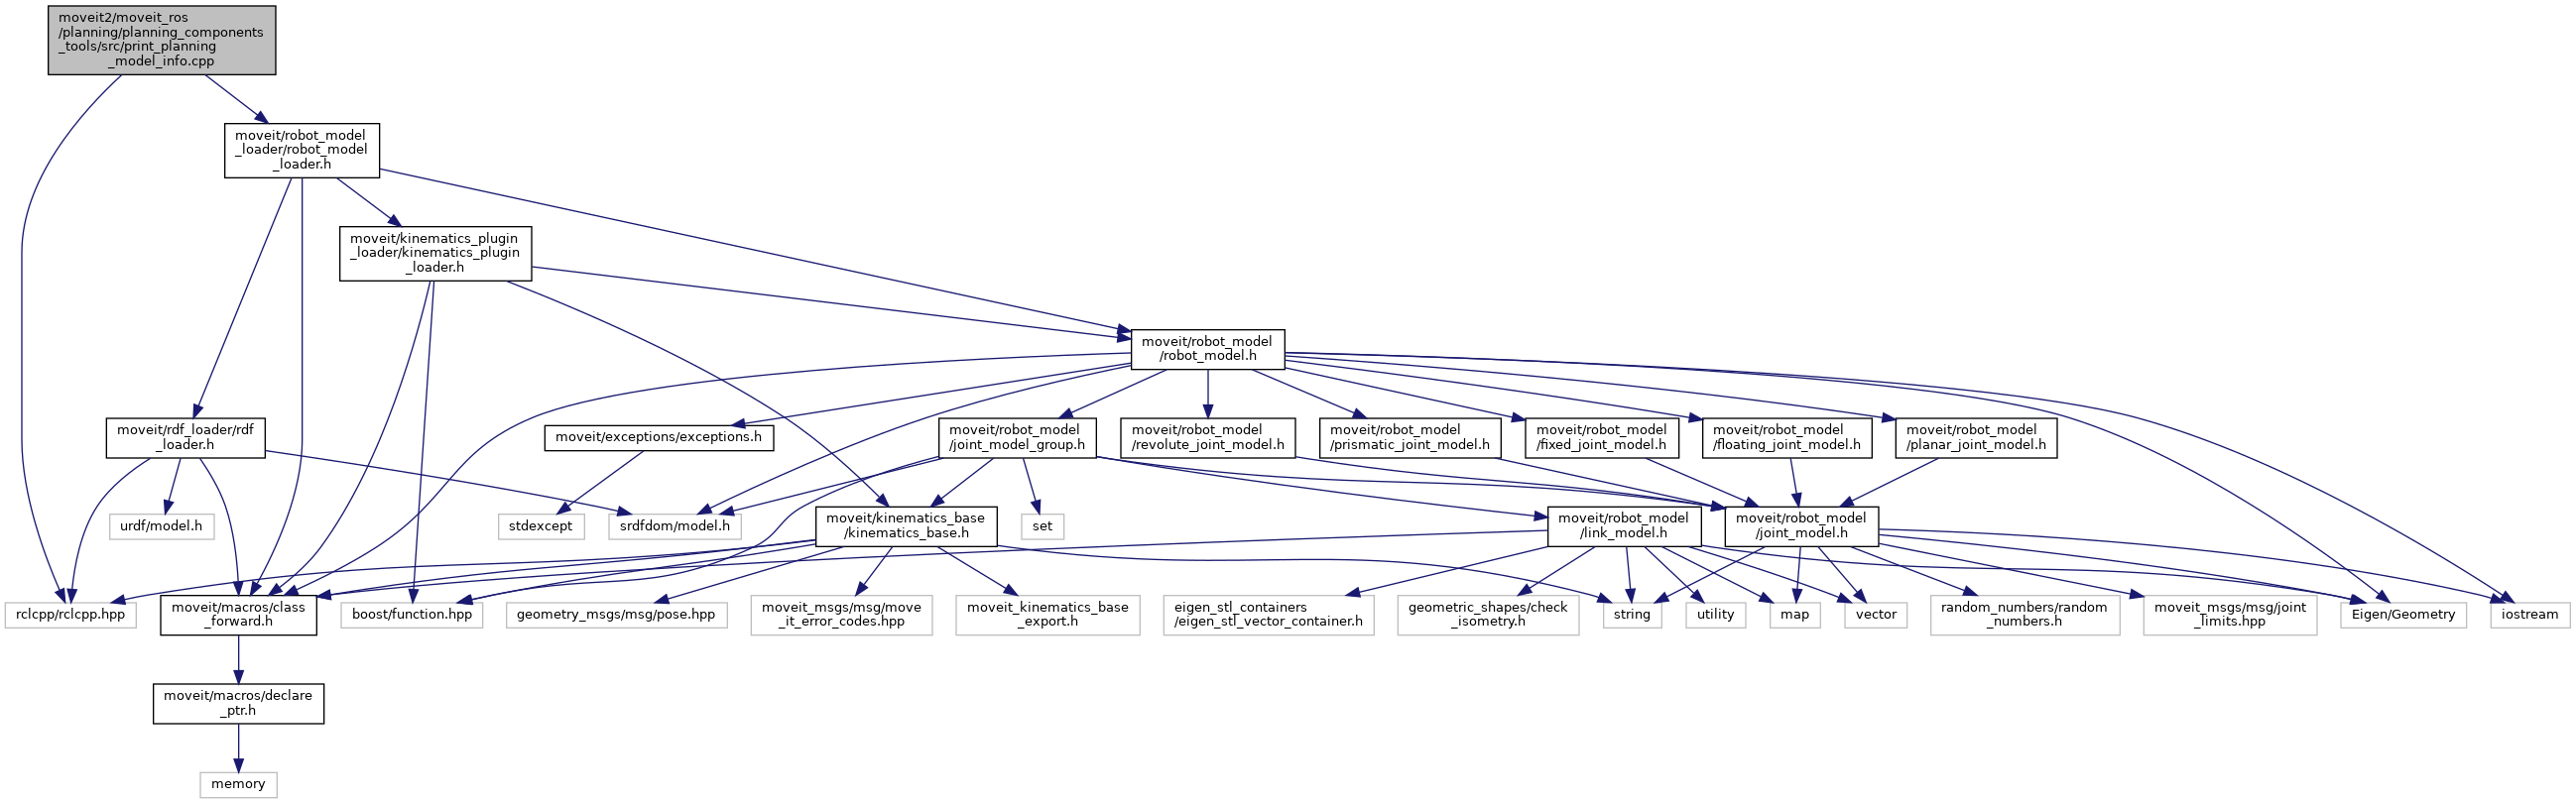 moveit2/moveit_ros
/planning/planning_components
_tools/src/print_planning
_model_info.cpp
moveit/robot_model
_loader/robot_model
_loader.h
moveit/kinematics_plugin
_loader/kinematics_plugin
_loader.h
moveit/robot_model
/robot_model.h
moveit/rdf_loader/rdf
_loader.h
moveit/exceptions/exceptions.h
moveit/robot_model
/joint_model_group.h
moveit/robot_model
/revolute_joint_model.h
moveit/robot_model
/prismatic_joint_model.h
moveit/robot_model
/fixed_joint_model.h
moveit/robot_model
/floating_joint_model.h
moveit/robot_model
/planar_joint_model.h
urdf/model.h
stdexcept
srdfdom/model.h
moveit/kinematics_base
/kinematics_base.h
set
moveit/robot_model
/link_model.h
moveit/robot_model
/joint_model.h
rclcpp/rclcpp.hpp
moveit/macros/class
_forward.h
boost/function.hpp
geometry_msgs/msg/pose.hpp
moveit_msgs/msg/move
_it_error_codes.hpp
moveit_kinematics_base
_export.h
eigen_stl_containers
/eigen_stl_vector_container.h
geometric_shapes/check
_isometry.h
string
utility
map
vector
random_numbers/random
_numbers.h
moveit_msgs/msg/joint
_limits.hpp
Eigen/Geometry
iostream
moveit/macros/declare
_ptr.h
memory